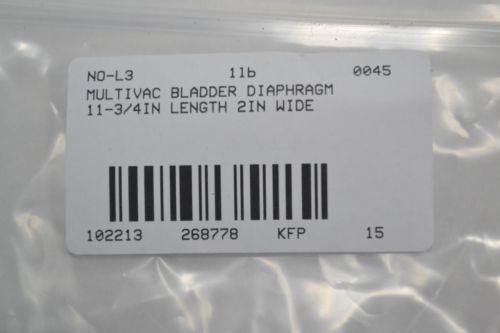 NO-L3 1lb 0045
MULTIVAC BLADDER DIAPHRAGM
11-3/4IN LENGTH 2IN WIDE
102213 268778 KFP 15